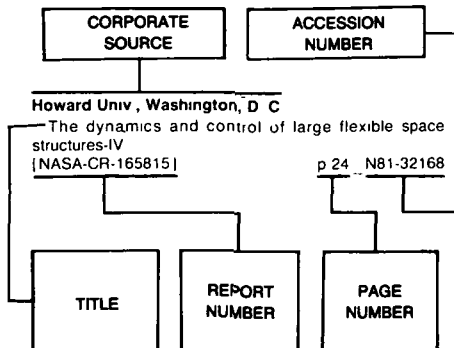 CORPORATE
SOURCE
ACCESSION
NUMBER
Howard Univ, Washington, D C
The dynamics and control of large flexible space
structures-IV
[NASA-CR-165815]
p 24 N81-32168
TITLE
REPORT
NUMBER
PAGE
NUMBER